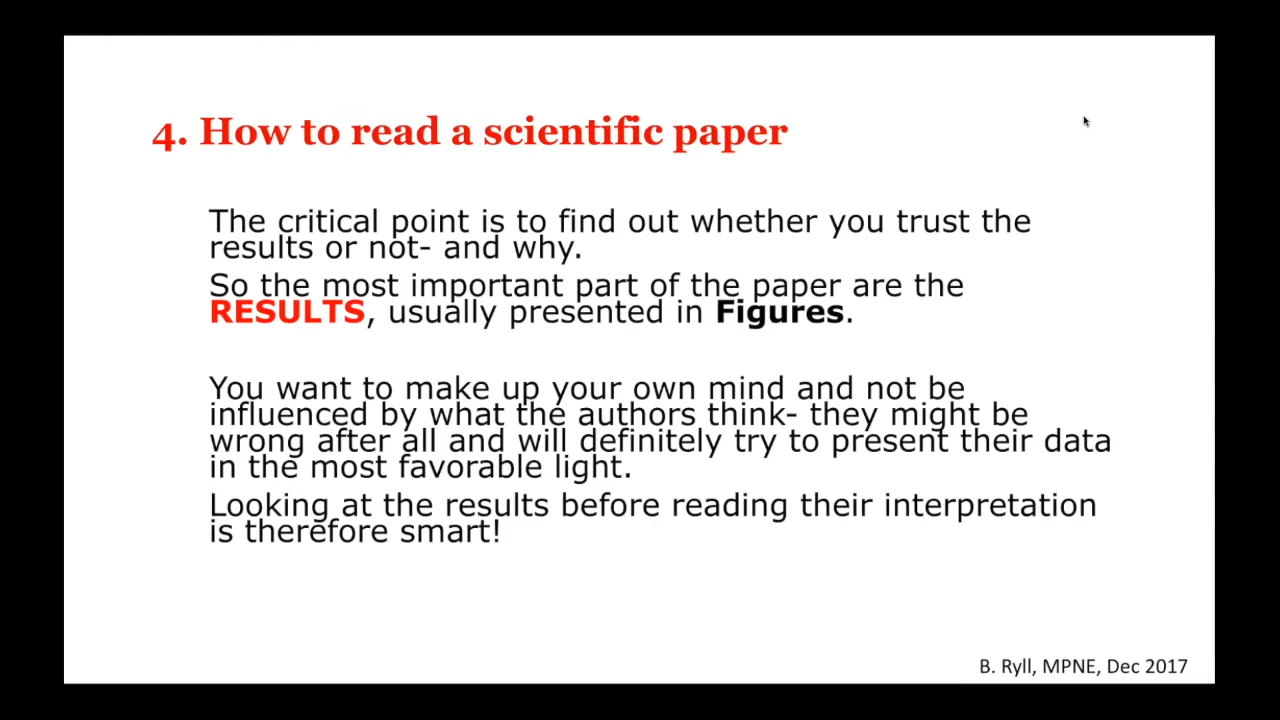 4. How to read a scientific paper
The critical point is to find out whether you trust the
results or not- and why.
So the most important part of the paper are the
RESULTS, usually presented in Figures.
You want to make up your own mind and not be
influenced by what the authors think- they might be
wrong after all and will definitely try to present their data
in the most favorable light.
Looking at the results before reading their interpretation
is therefore smart!
B. Ryll, MPNE, Dec 2017